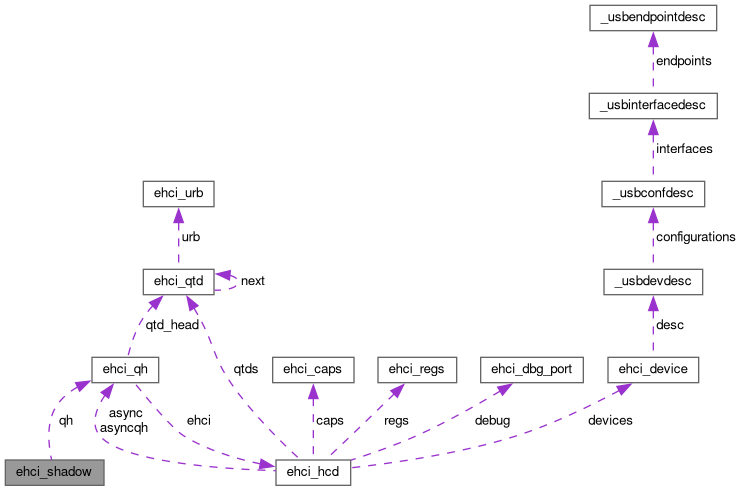 _usbendpointdesc
endpoints
_usbinterfacedesc
interfaces
ehci_urb
_usbconfdesc
urb
configurations
ehci_qtd
next
_usbdevdesc
qtd_head
desc
ehci_qh
qtds
ehci_caps
ehci_regs
ehci_dbg_port
ehci_device
qh
async
asyncqh
ehci
caps
regs
debug
devices
ehci_shadow
ehci_hcd